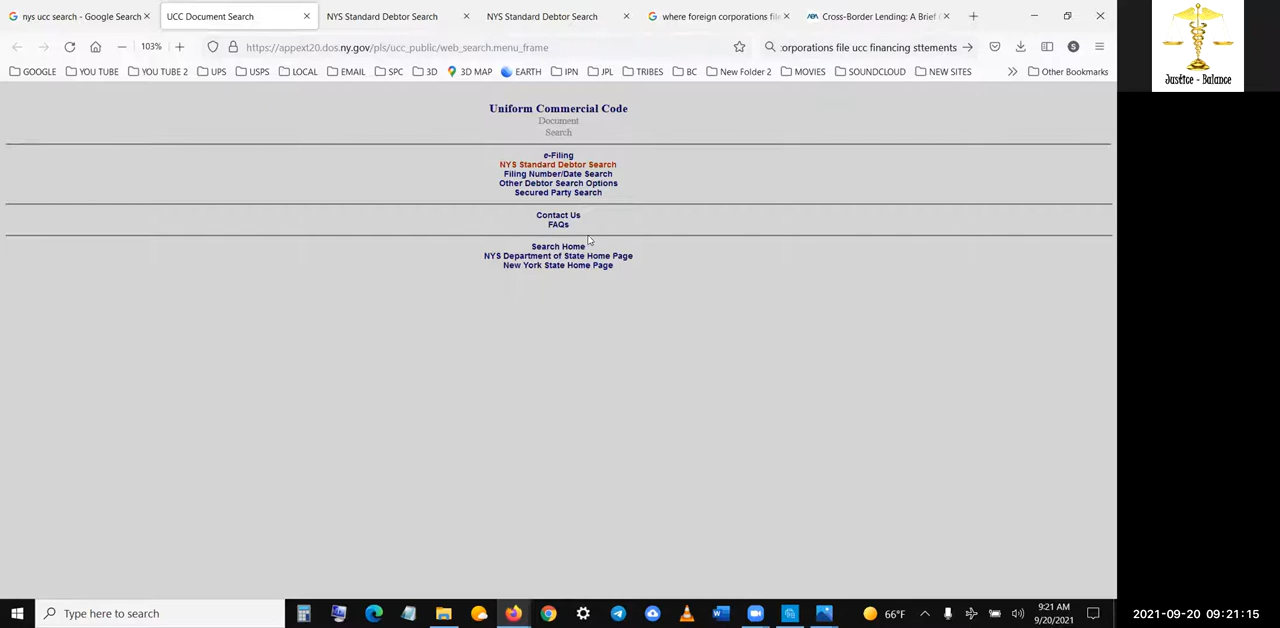 nys ucc search - Google Search
UCC Document Search
NYS Standard Debtor Search
NYS Standard Debtor Search
where foreign corporations file
Cross-Border Lending: A Brief
103%
https://appext20.dos.ny.gov/pls/ucc_public/web_search.menu_frame
orporations file ucc financing sttements
S
GOOGLE
YOU TUBE
YOU TUBE 2
UPS
USPS
LOCAL
EMAIL
SPC
3D
3D MAP
EARTH
IPN
JPL
TRIBES
BC
New Folder 2
MOVIES
SOUNDCLOUD
NEW SITES
Other Bookmarks
Justice - Balance
Uniform Commercial Code
Document
Search
e-Filing
NYS Standard Debtor Search
Filing Number/Date Search
Other Debtor Search Options
Secured Party Search
Contact Us
FAQs
Search Home
NYS Department of State Home Page
New York State Home Page
Type here to search
66°F
9:21 AM
9/20/2021
2021-09-20 09:21:15